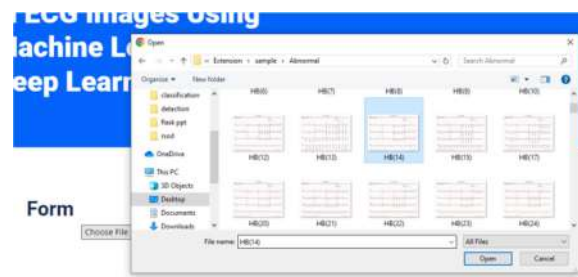 ECG Images Using
Machine Le
eep Learn
Open
Extension › sample › Abnormal
Search Abnormal
Organize
New folder
classification
detection
flask ppt
OneDrive
This PC
3D Objects
Desktop
Documents
Downloads
HB(6)
HB(7)
HB(8)
HB(9)
HB(10)
HB(12)
HB(13)
HB(14)
HB(15)
HB(17)
HB(20)
HB(21)
HB(22)
HB(23)
HB(24)
Form
Choose File
File name:
HB(14)
All Files
Open
Cancel